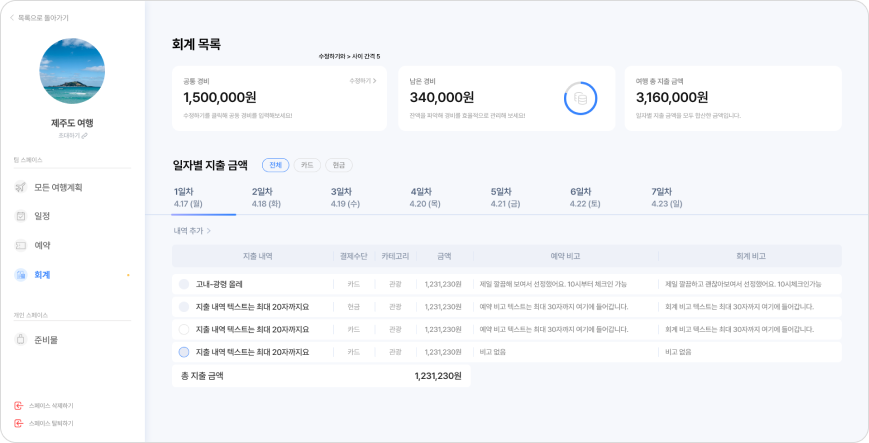 목록으로 돌아가기
제주도 여행
초대하기
팀 스페이스
모든 여행계획
일정
예약
회계
개인 스페이스
준비물
스페이스 삭제하기
스페이스 탈퇴하기
회계 목록
수정하기와 > 사이 간격 5
공통 경비
수정하기 >
1,500,000원
수정하기를 클릭해 공동 경비를 입력해보세요!
남은 경비
340,000원
잔액을 파악해 경비를 효율적으로 관리해 보세요!
여행 총 지출 금액
3,160,000원
일자별 지출 금액을 모두 합산한 금액입니다.
일자별 지출 금액 전체 카드 현금
1일차 2일차 3일차 4일차 5일차 6일차 7일차
4.17 (월) 4.18 (화) 4.19 (수) 4.20 (목) 4.21 (금) 4.22 (토) 4.23 (일)
내역 추가 >
지출 내역 결제수단 카테고리 금액 예약 비고 회계 비고
고내-광령 올레 카드 관광 1,231,230원 제일 깔끔해 보여서 선정했어요. 10시부터 체크인 가능 제일 깔끔하고 괜찮아보여서 선정했어요. 10시체크인가능
지출 내역 텍스트는 최대 20자까지요 현금 관광 1,231,230원 예약 비고 텍스트는 최대 30자까지 여기에 들어갑니다. 회계 비고 텍스트는 최대 30자까지 여기에 들어갑니다.
지출 내역 텍스트는 최대 20자까지요 카드 관광 1,231,230원 예약 비고 텍스트는 최대 30자까지 여기에 들어갑니다. 회계 비고 텍스트는 최대 30자까지 여기에 들어갑니다.
지출 내역 텍스트는 최대 20자까지요 카드 관광 1,231,230원 비고 없음 비고 없음
총 지출 금액 1,231,230원